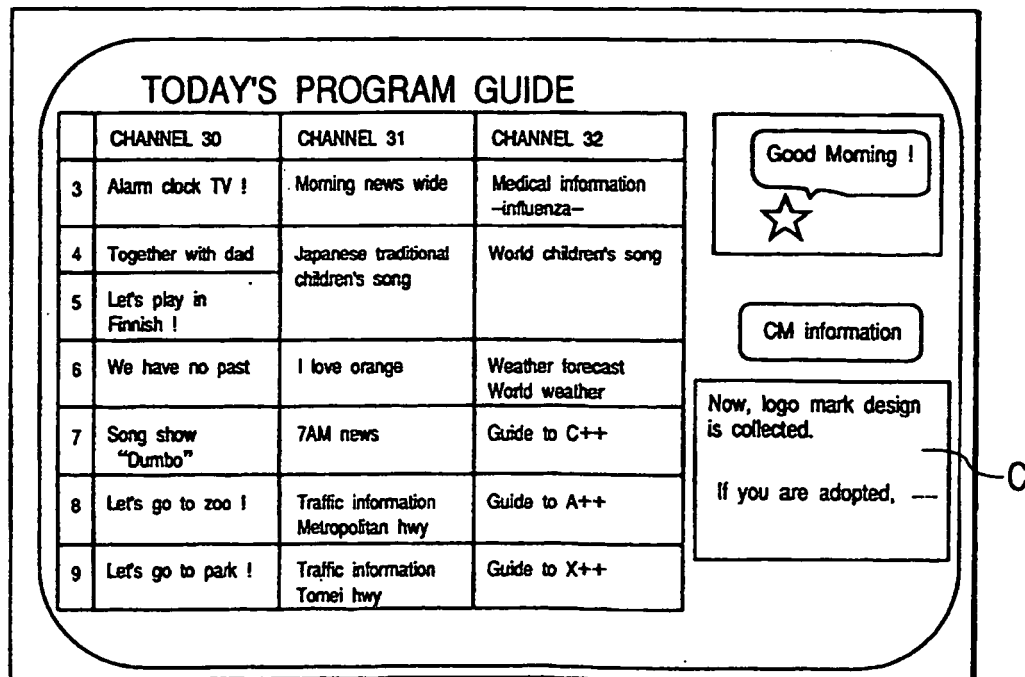 TODAY'S PROGRAM GUIDE
CHANNEL 30
CHANNEL 31
CHANNEL 32
3
Alarm clock TV !
Morning news wide
Medical information
–influenza–
4
Together with dad
Japanese traditional
children's song
World children's song
5
Let's play in
Finnish !
6
We have no past
I love orange
Weather forecast
World weather
7
Song show
"Dumbo"
7AM news
Guide to C++
8
Let's go to zoo !
Traffic information
Metropolitan hwy
Guide to A++
9
Let's go to park !
Traffic information
Tomei hwy
Guide to X++
Good Morning !
CM information
Now, logo mark design
is collected.
If you are adopted, —
C